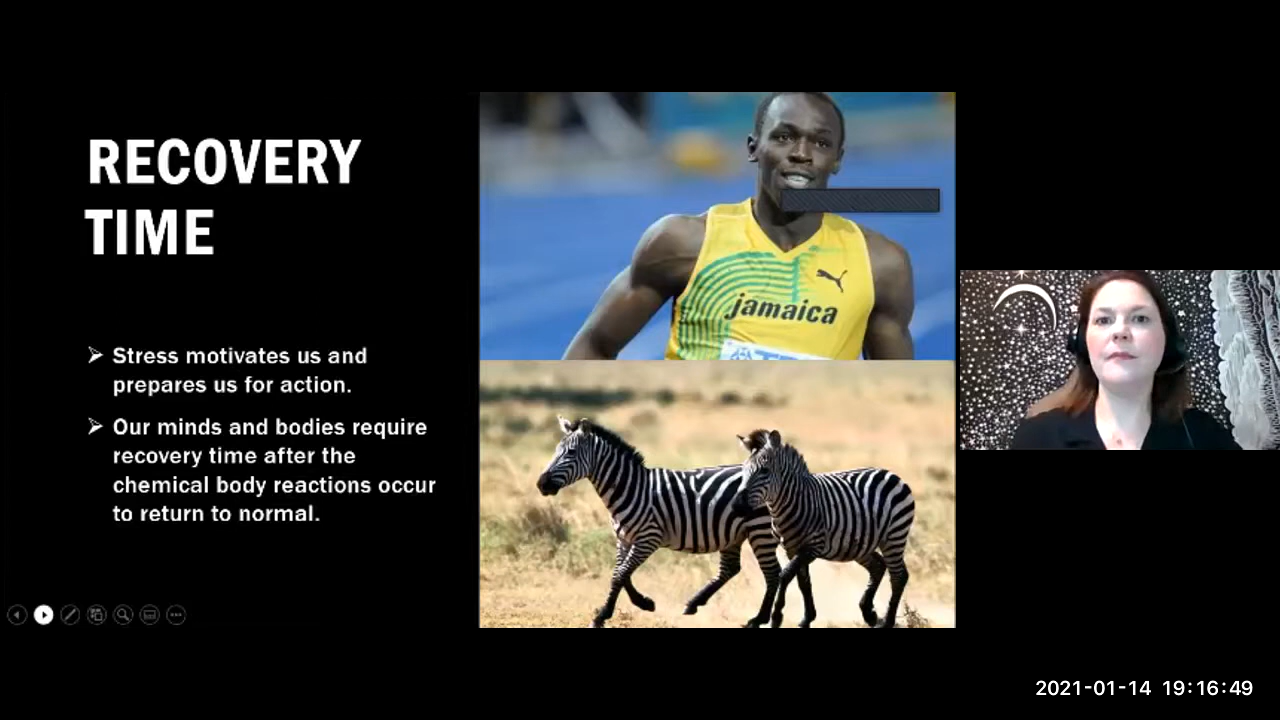 RECOVERY
TIME
➢ Stress motivates us and
prepares us for action.
➢ Our minds and bodies require
recovery time after the
chemical body reactions occur
to return to normal.
jamaica
2021-01-14 19:16:49